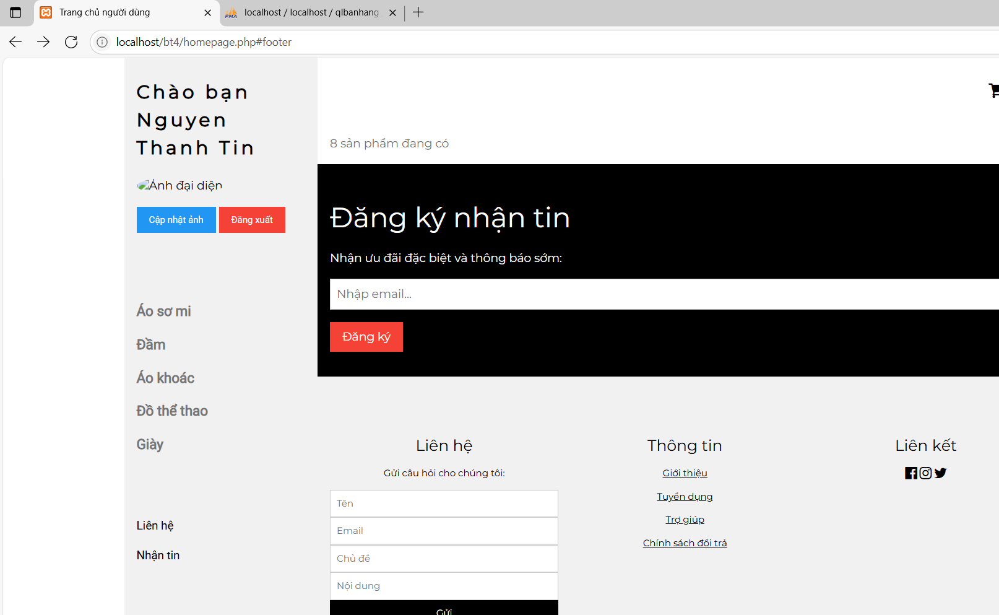 Trang chủ người dùng
localhost / localhost / qlbanhang
localhost/bt4/homepage.php#footer
Chào bạn
Nguyen
Thanh Tin
Ảnh đại diện
Cập nhật ảnh
Đăng xuất
Áo sơ mi
Đầm
Áo khoác
Đồ thể thao
Giày
Liên hệ
Nhận tin
8 sản phẩm đang có
Đăng ký nhận tin
Nhận ưu đãi đặc biệt và thông báo sớm:
Nhập email...
Đăng ký
Liên hệ
Gửi câu hỏi cho chúng tôi:
Tên
Email
Chủ đề
Nội dung
Gửi
Thông tin
Giới thiệu
Tuyển dụng
Trợ giúp
Chính sách đổi trả
Liên kết